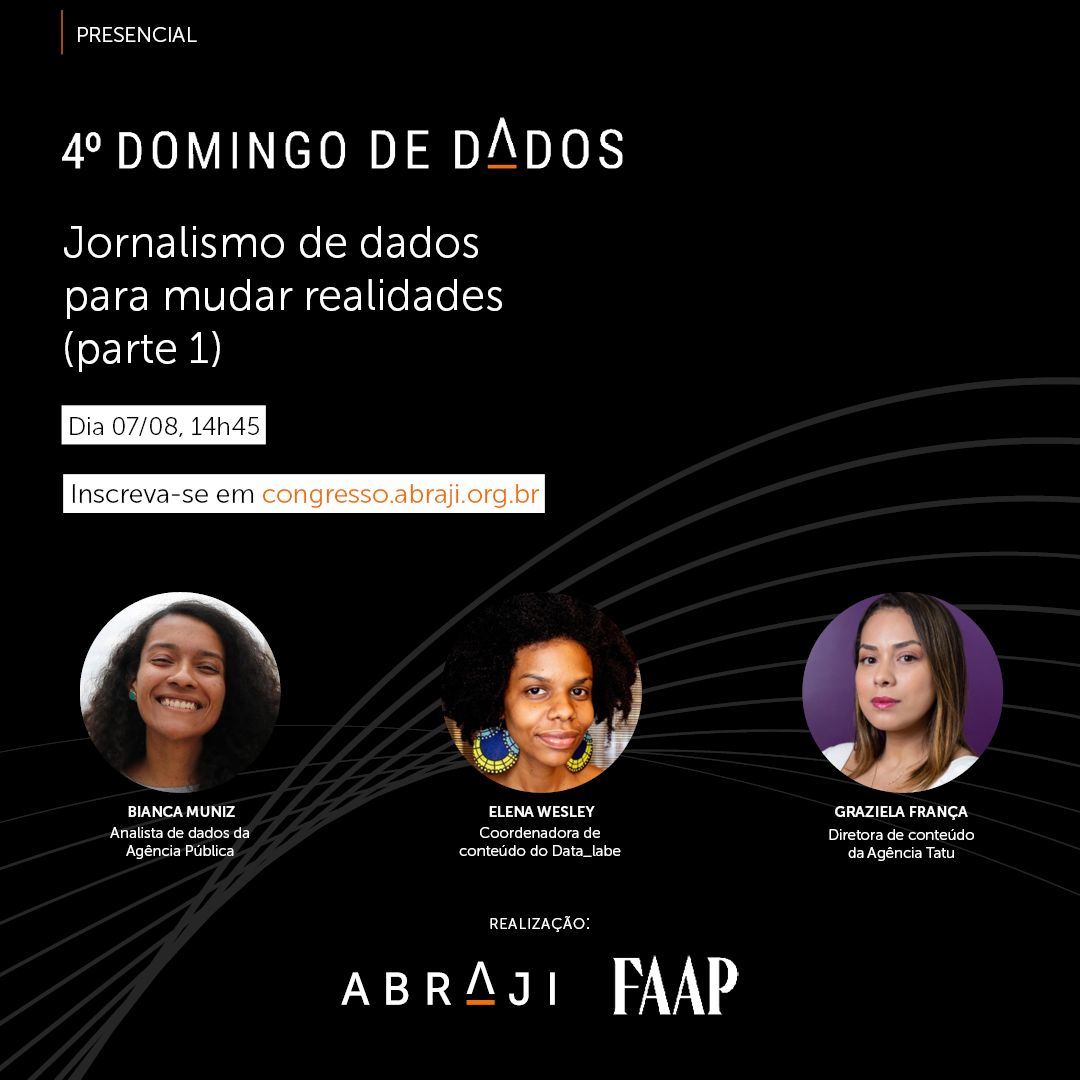 PRESENCIAL
4º DOMINGO DE DADOS
Jornalismo de dados
para mudar realidades
(parte 1)
Dia 07/08, 14h45
Inscreva-se em congresso.abraji.org.br
BIANCA MUNIZ
Analista de dados da
Agência Pública
ELENA WESLEY
Coordenadora de
conteúdo do Data_labe
GRAZIELA FRANÇA
Diretora de conteúdo
da Agência Tatu
REALIZAÇÃO:
ABRAJI FAAP